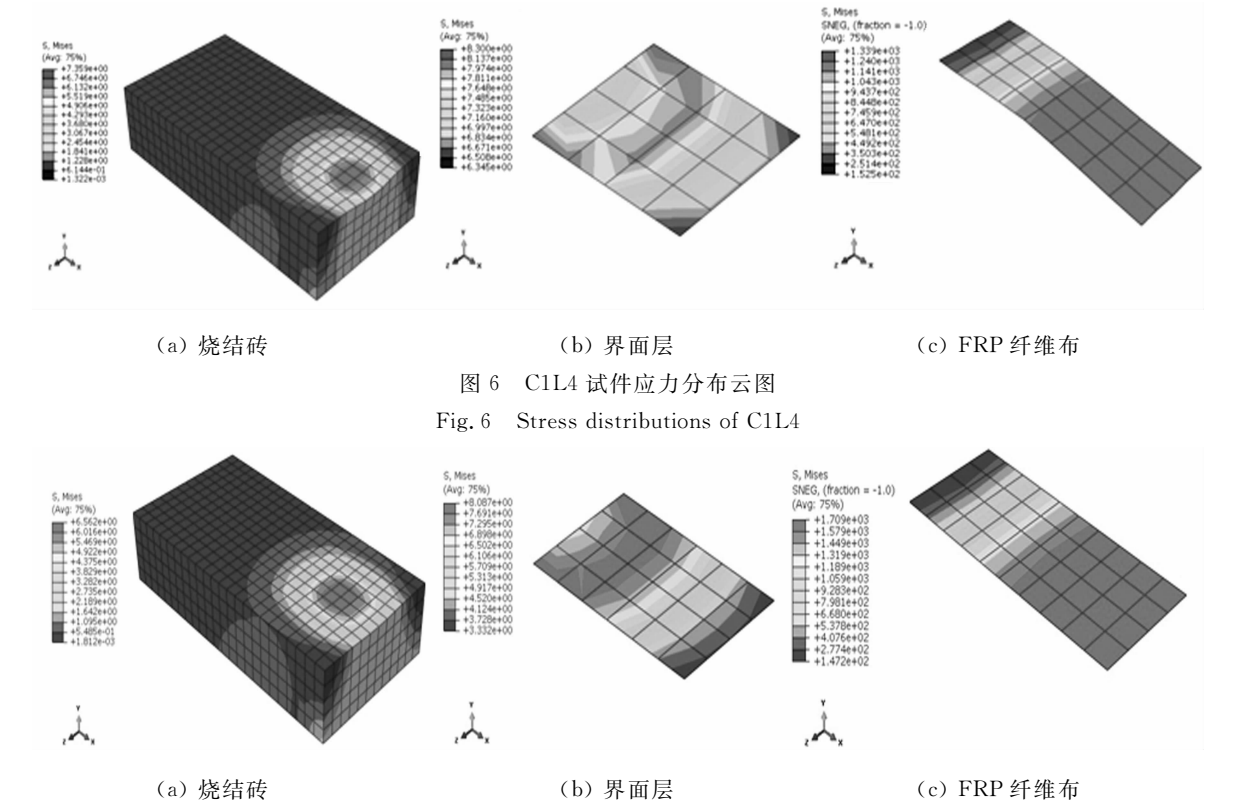 S, Mises
(Avg: 75%)
+7.359e+00
+6.746e+00
+6.132e+00
+5.519e+00
+4.906e+00
+4.293e+00
+3.680e+00
+3.067e+00
+2.454e+00
+1.841e+00
+1.228e+00
+6.144e-01
+1.322e-03
Y
Z
X
S, Mises
(Avg: 75%)
+8.300e+00
+8.137e+00
+7.974e+00
+7.811e+00
+7.648e+00
+7.485e+00
+7.323e+00
+7.160e+00
+6.997e+00
+6.834e+00
+6.671e+00
+6.508e+00
+6.345e+00
Y
Z
X
S, Mises
SNEG, (fraction = -1.0)
(Avg: 75%)
+1.339e+03
+1.240e+03
+1.141e+03
+1.043e+03
+9.437e+02
+8.448e+02
+7.459e+02
+6.470e+02
+5.481e+02
+4.492e+02
+3.503e+02
+2.514e+02
+1.525e+02
Y
Z
X
(a) 烧结砖
(b) 界面层
(c) FRP 纤维布
图 6 C1L4 试件应力分布云图
Fig. 6 Stress distributions of C1L4
S, Mises
(Avg: 75%)
+6.562e+00
+6.016e+00
+5.469e+00
+4.922e+00
+4.375e+00
+3.829e+00
+3.282e+00
+2.735e+00
+2.189e+00
+1.642e+00
+1.095e+00
+5.485e-01
+1.812e-03
Y
Z
X
S, Mises
(Avg: 75%)
+8.087e+00
+7.691e+00
+7.295e+00
+6.898e+00
+6.502e+00
+6.106e+00
+5.709e+00
+5.313e+00
+4.917e+00
+4.520e+00
+4.124e+00
+3.728e+00
+3.332e+00
Y
Z
X
S, Mises
SNEG, (fraction = -1.0)
(Avg: 75%)
+1.709e+03
+1.579e+03
+1.449e+03
+1.319e+03
+1.189e+03
+1.059e+03
+9.283e+02
+7.981e+02
+6.680e+02
+5.378e+02
+4.076e+02
+2.774e+02
+1.472e+02
Y
Z
X
(a) 烧结砖
(b) 界面层
(c) FRP 纤维布